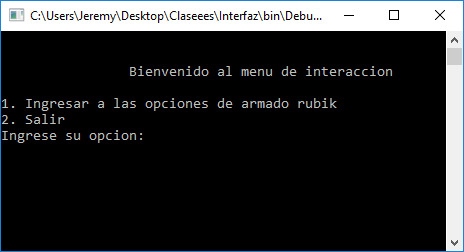 C:\Users\Jeremy\Desktop\Claseees\Interfaz\bin\Debu...
Bienvenido al menu de interaccion
1. Ingresar a las opciones de armado rubik
2. Salir
Ingrese su opcion: